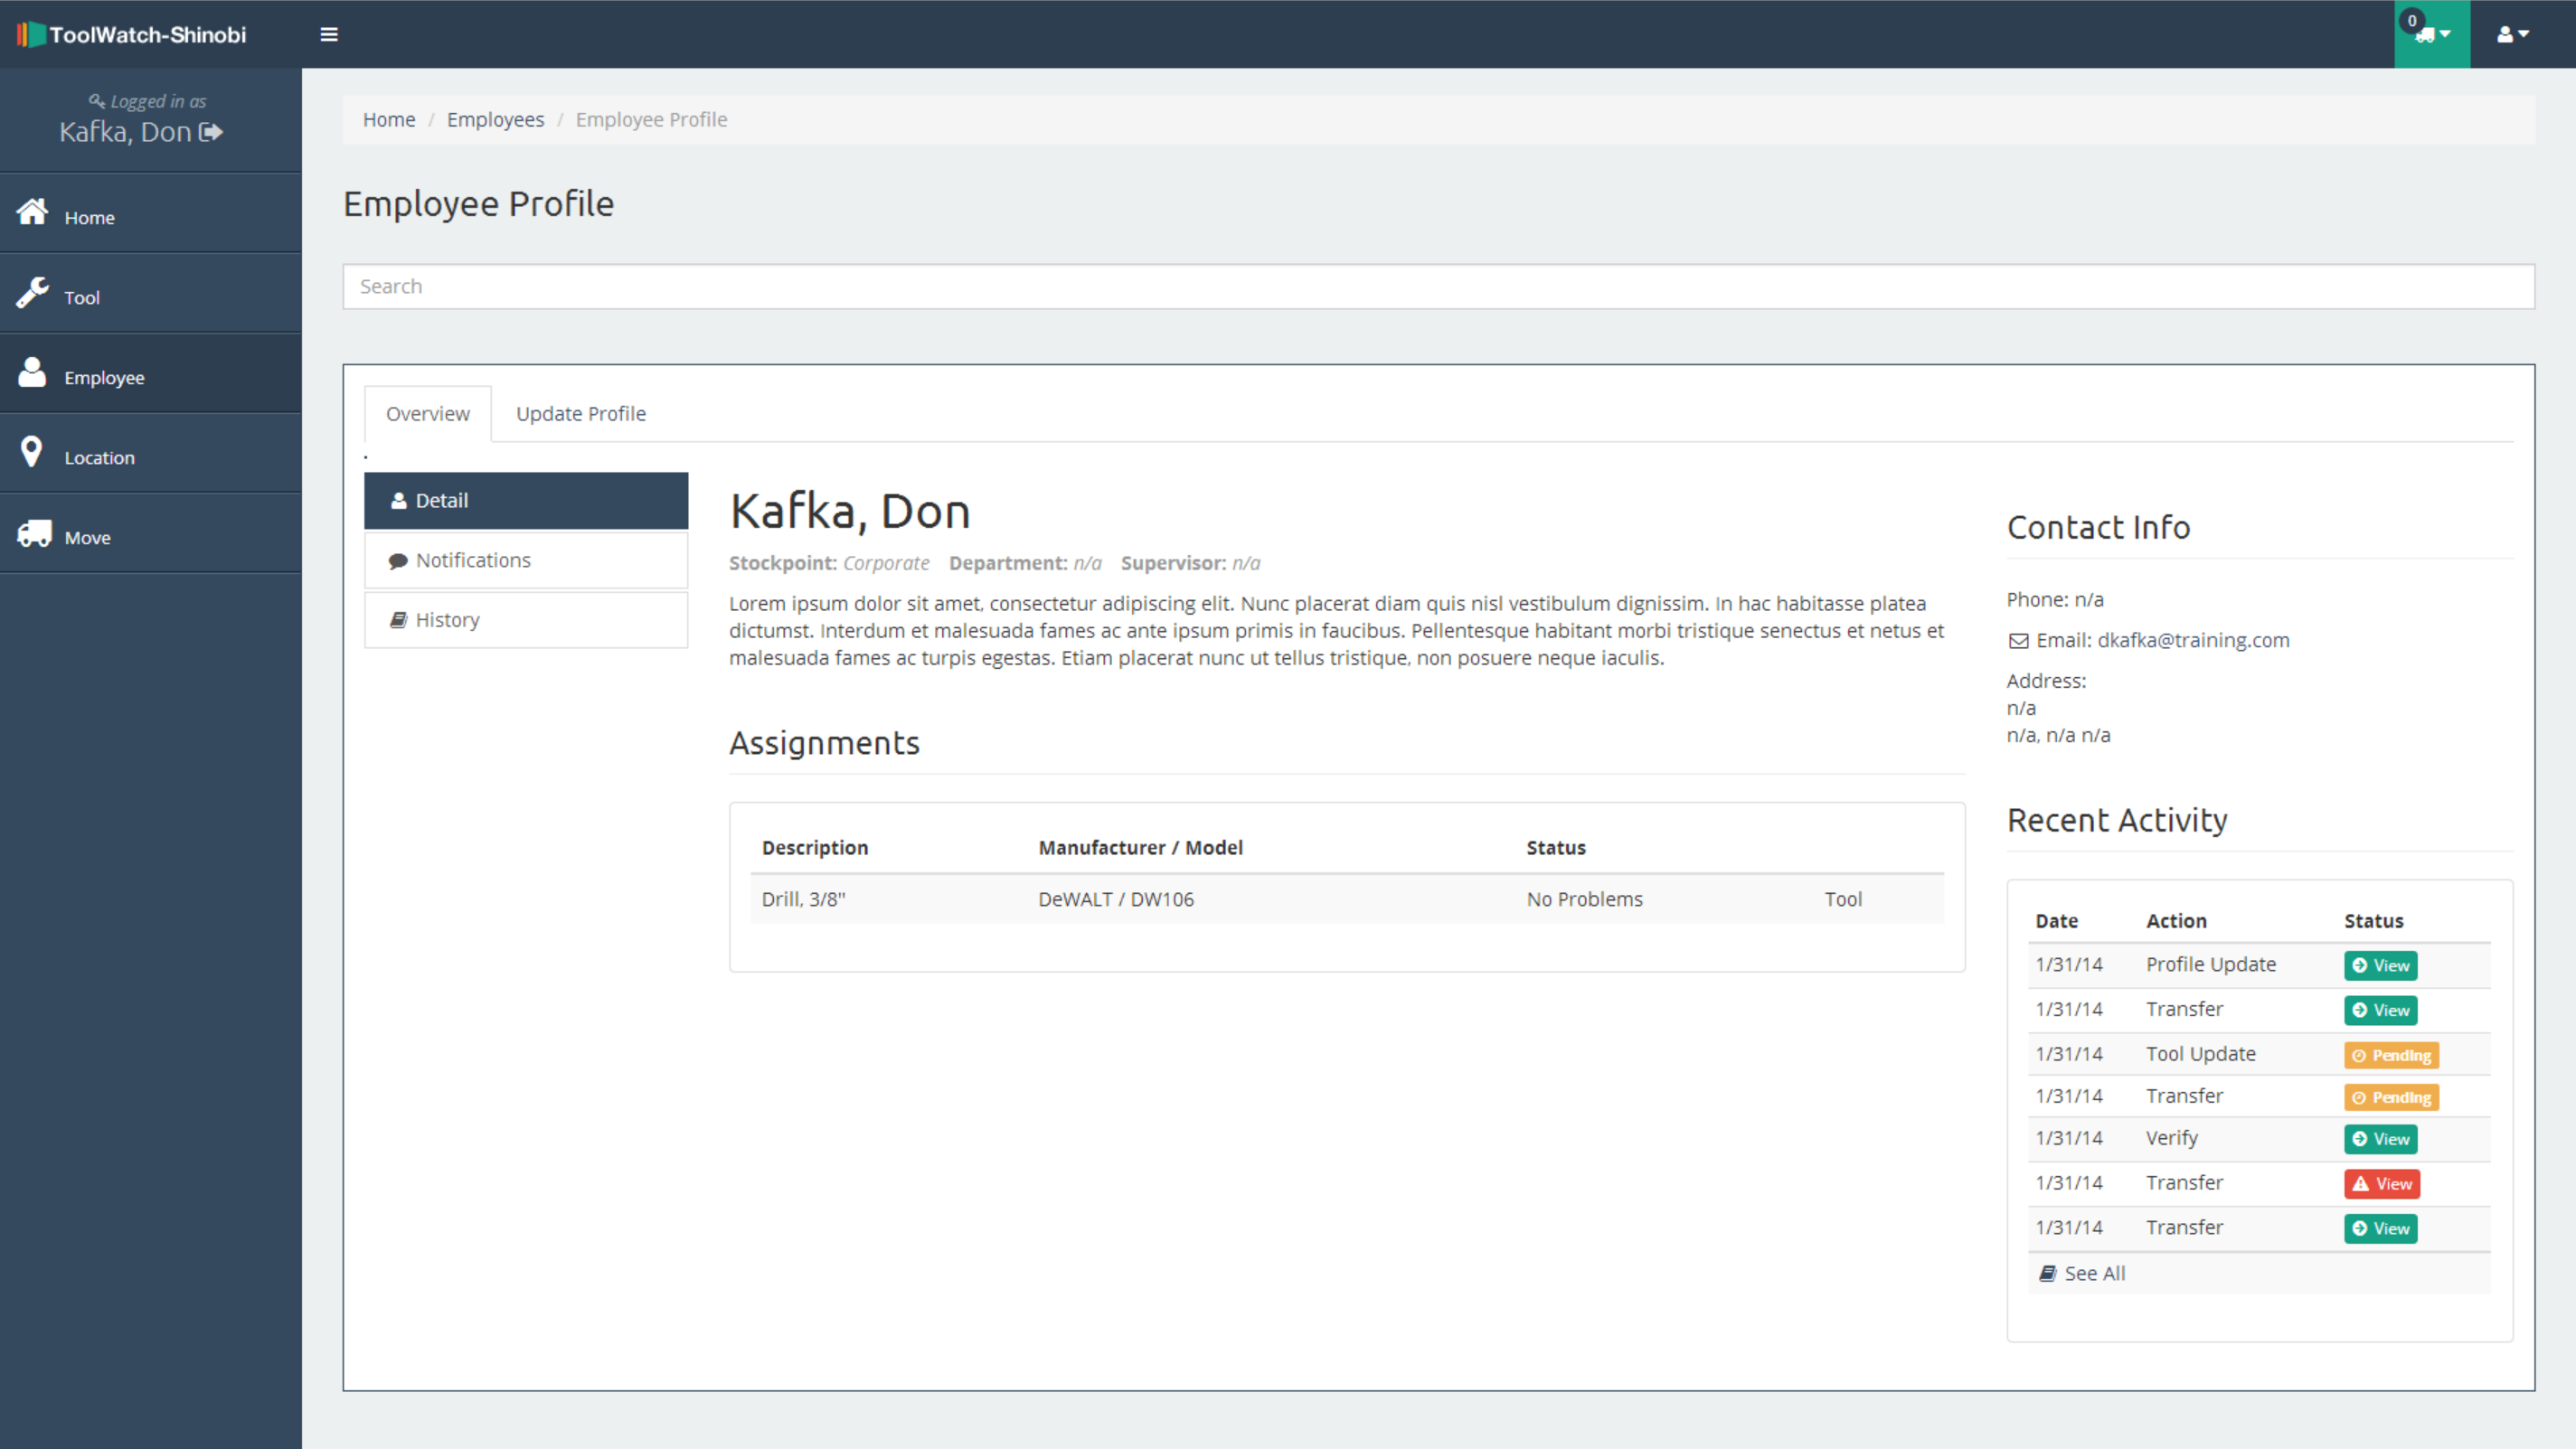 ToolWatch-Shinobi
0
Logged in as
Kafka, Don
Home
Tool
Employee
Location
Move
Home / Employees / Employee Profile
Employee Profile
Search
Overview Update Profile
.
Detail
Notifications
History
Kafka, Don
Stockpoint: Corporate Department: n/a Supervisor: n/a
Lorem ipsum dolor sit amet, consectetur adipiscing elit. Nunc placerat diam quis nisl vestibulum dignissim. In hac habitasse platea
dictumst. Interdum et malesuada fames ac ante ipsum primis in faucibus. Pellentesque habitant morbi tristique senectus et netus et
malesuada fames ac turpis egestas. Etiam placerat nunc ut tellus tristique, non posuere neque iaculis.
Assignments
Description Manufacturer / Model Status
Drill, 3/8" DeWALT / DW106 No Problems Tool
Contact Info
Phone: n/a
Email: dkafka@training.com
Address:
n/a
n/a, n/a n/a
Recent Activity
Date Action Status
1/31/14 Profile Update View
1/31/14 Transfer View
1/31/14 Tool Update Pending
1/31/14 Transfer Pending
1/31/14 Verify View
1/31/14 Transfer View
1/31/14 Transfer View
See All